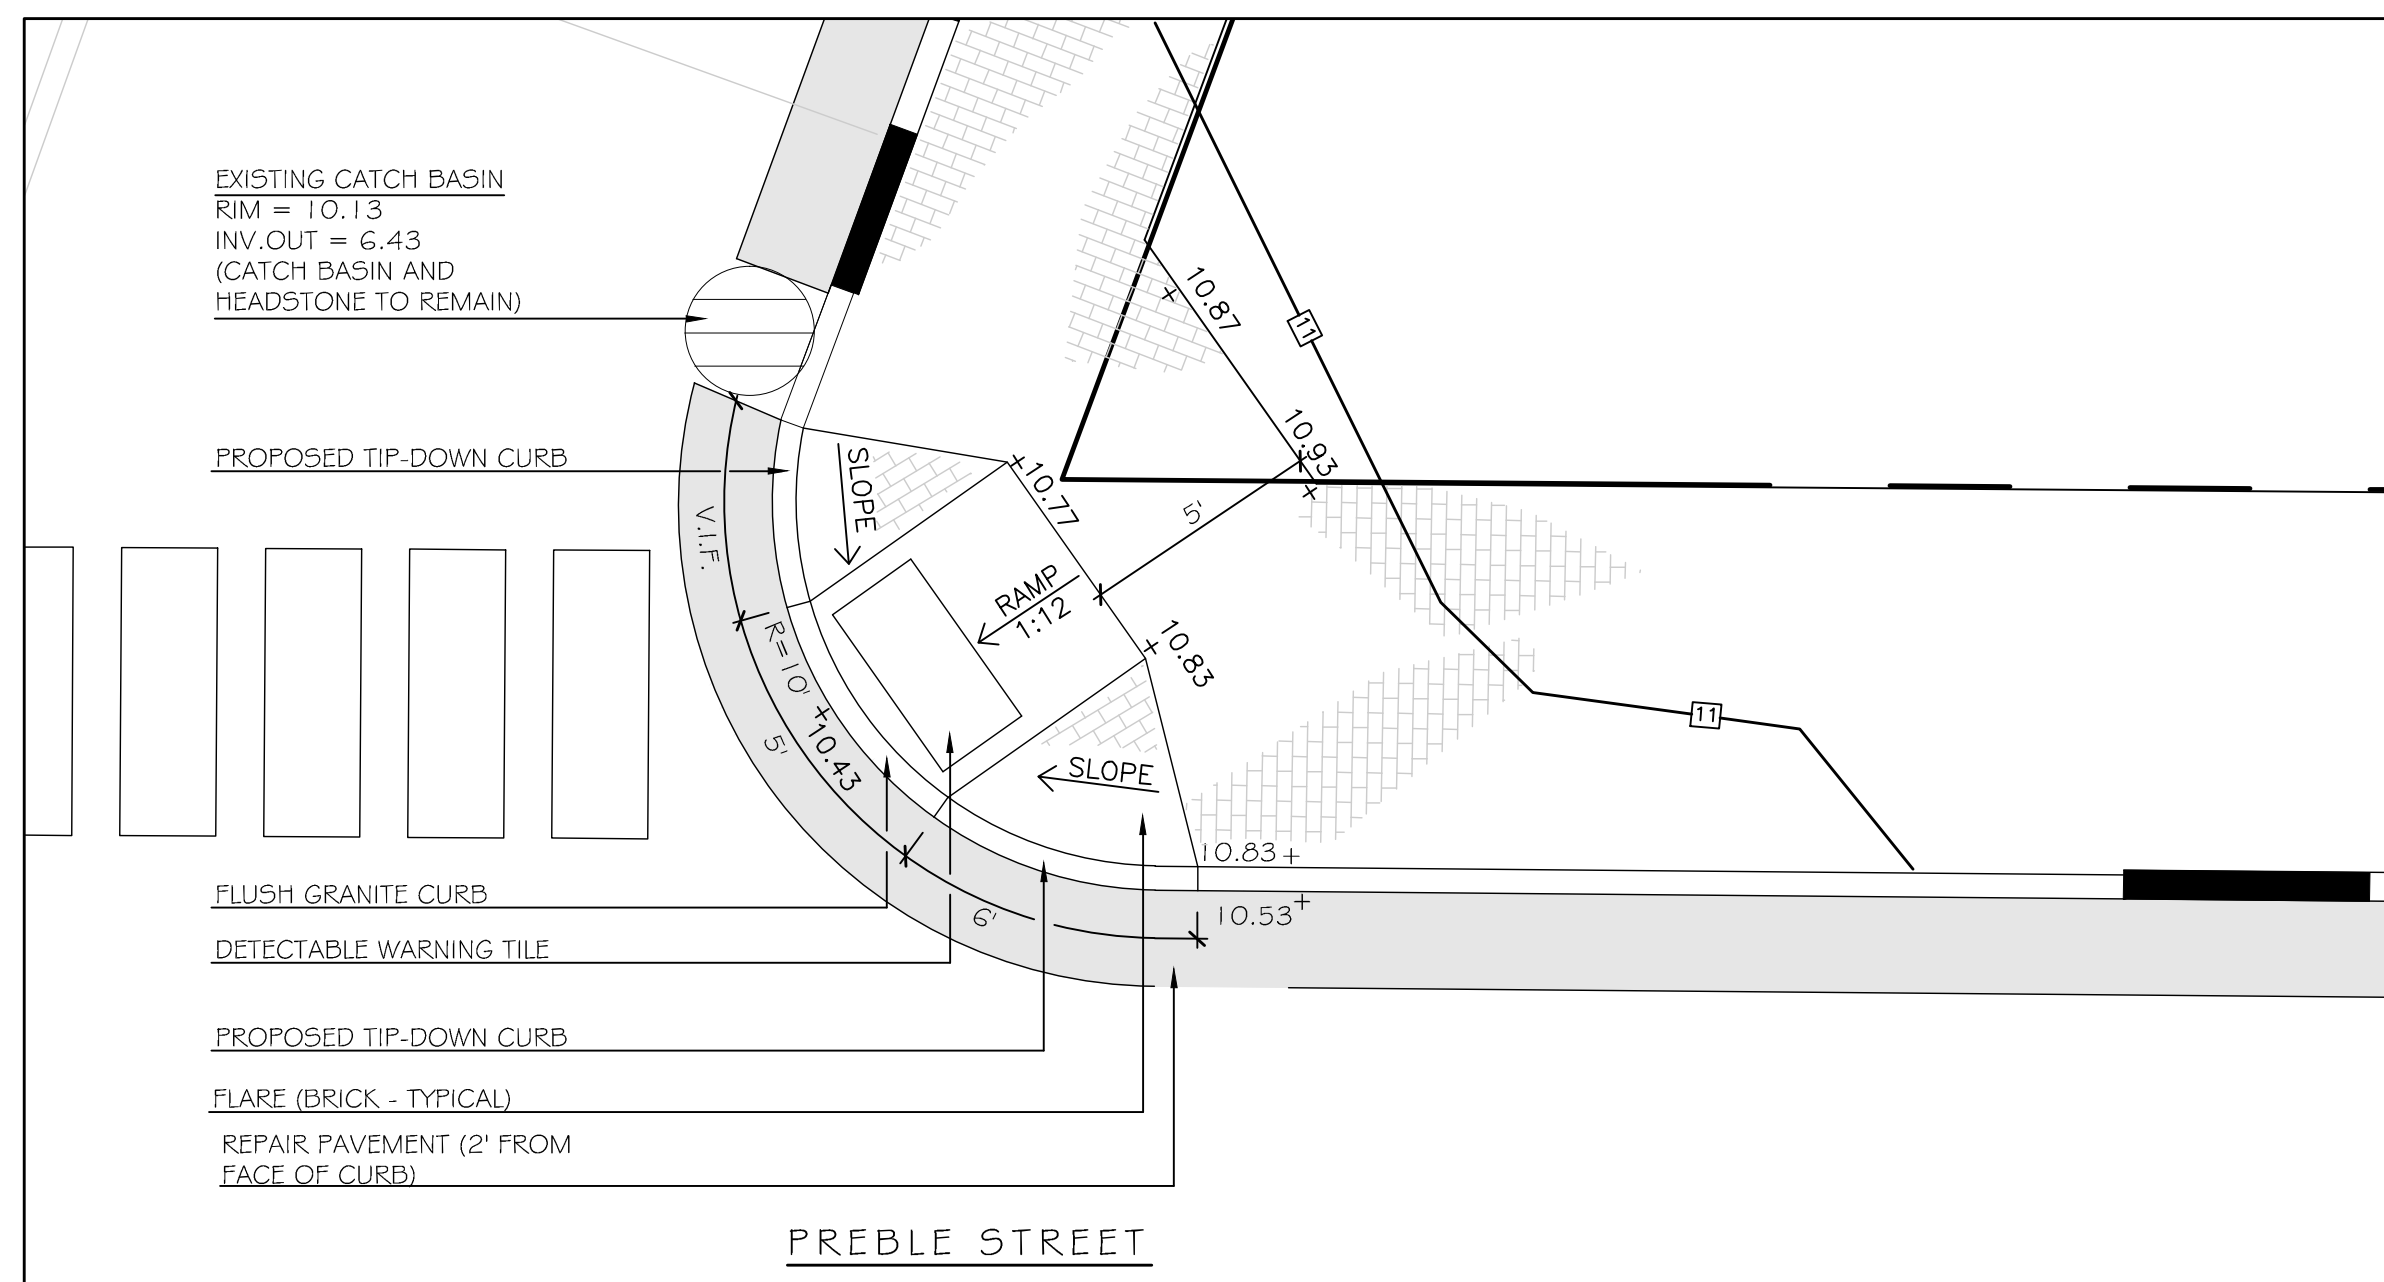 EXISTING CATCH BASIN
RIM = 10.13
INV.OUT = 6.43
(CATCH BASIN AND
HEADSTONE TO REMAIN)
10.87
11
10.93
PROPOSED TIP-DOWN CURB
SLOPE
10.77
5'
V.I.F.
RAMP
1:12
R=10'
10.83
11
10.43
5'
SLOPE
10.83
FLUSH GRANITE CURB
6'
10.53
DETECTABLE WARNING TILE
PROPOSED TIP-DOWN CURB
FLARE (BRICK - TYPICAL)
REPAIR PAVEMENT (2' FROM
FACE OF CURB)
PREBLE STREET